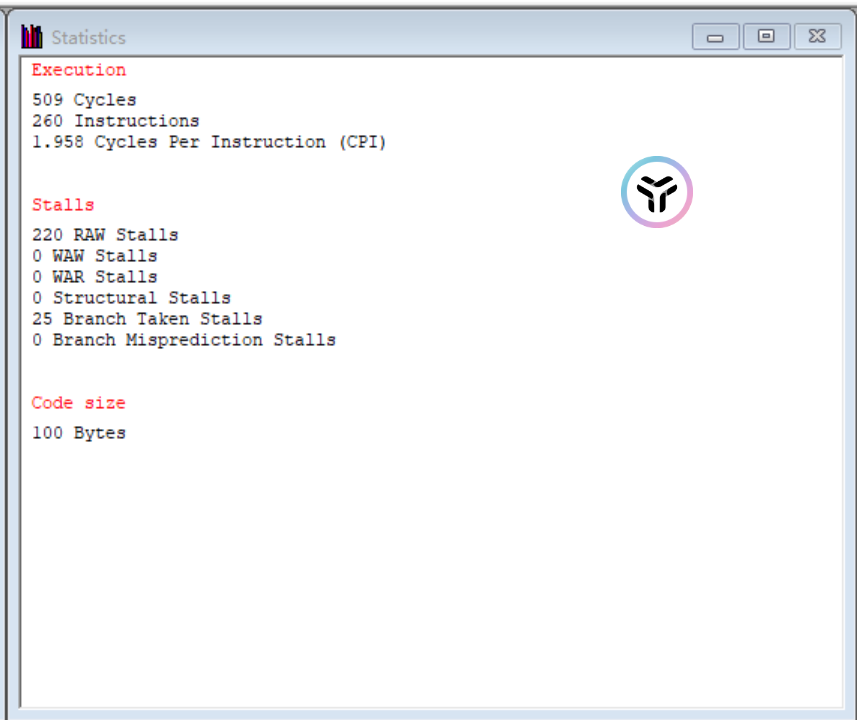 Statistics
Execution
509 Cycles
260 Instructions
1.958 Cycles Per Instruction (CPI)
Stalls
220 RAW Stalls
0 WAW Stalls
0 WAR Stalls
0 Structural Stalls
25 Branch Taken Stalls
0 Branch Misprediction Stalls
Code size
100 Bytes